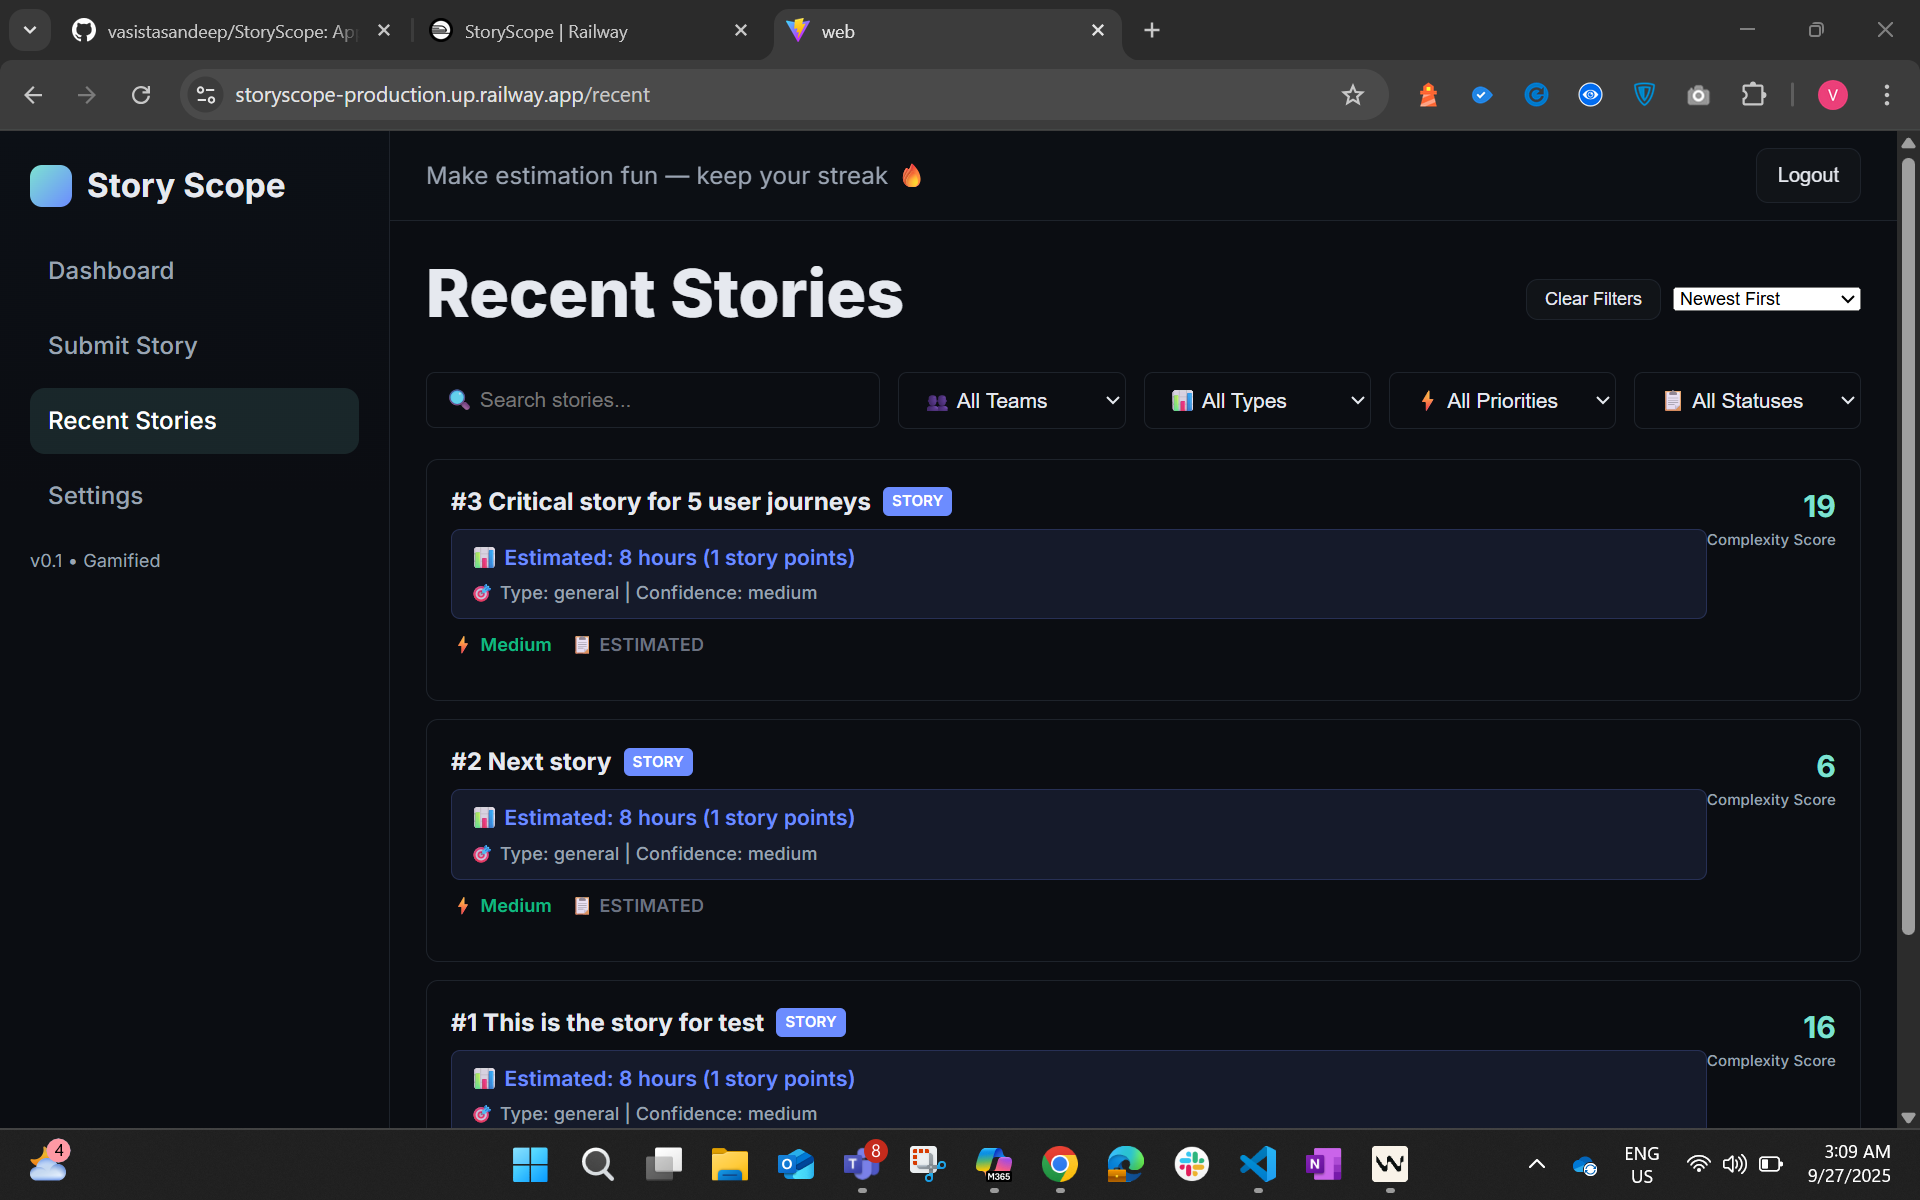 vasistasandeep/StoryScope: Ap
StoryScope | Railway
web
storyscope-production.up.railway.app/recent
V
Story Scope
Make estimation fun — keep your streak 🔥
Logout
Dashboard
Submit Story
Recent Stories
Settings
v0.1 • Gamified
Recent Stories
Clear Filters
Newest First
🔍 Search stories...
👥 All Teams
📊 All Types
⚡ All Priorities
📋 All Statuses
#3 Critical story for 5 user journeys STORY
19
Complexity Score
📊 Estimated: 8 hours (1 story points)
🎯 Type: general | Confidence: medium
⚡ Medium 📋 ESTIMATED
#2 Next story STORY
6
Complexity Score
📊 Estimated: 8 hours (1 story points)
🎯 Type: general | Confidence: medium
⚡ Medium 📋 ESTIMATED
#1 This is the story for test STORY
16
Complexity Score
📊 Estimated: 8 hours (1 story points)
🎯 Type: general | Confidence: medium
4
8
M365
ENG
US
3:09 AM
9/27/2025